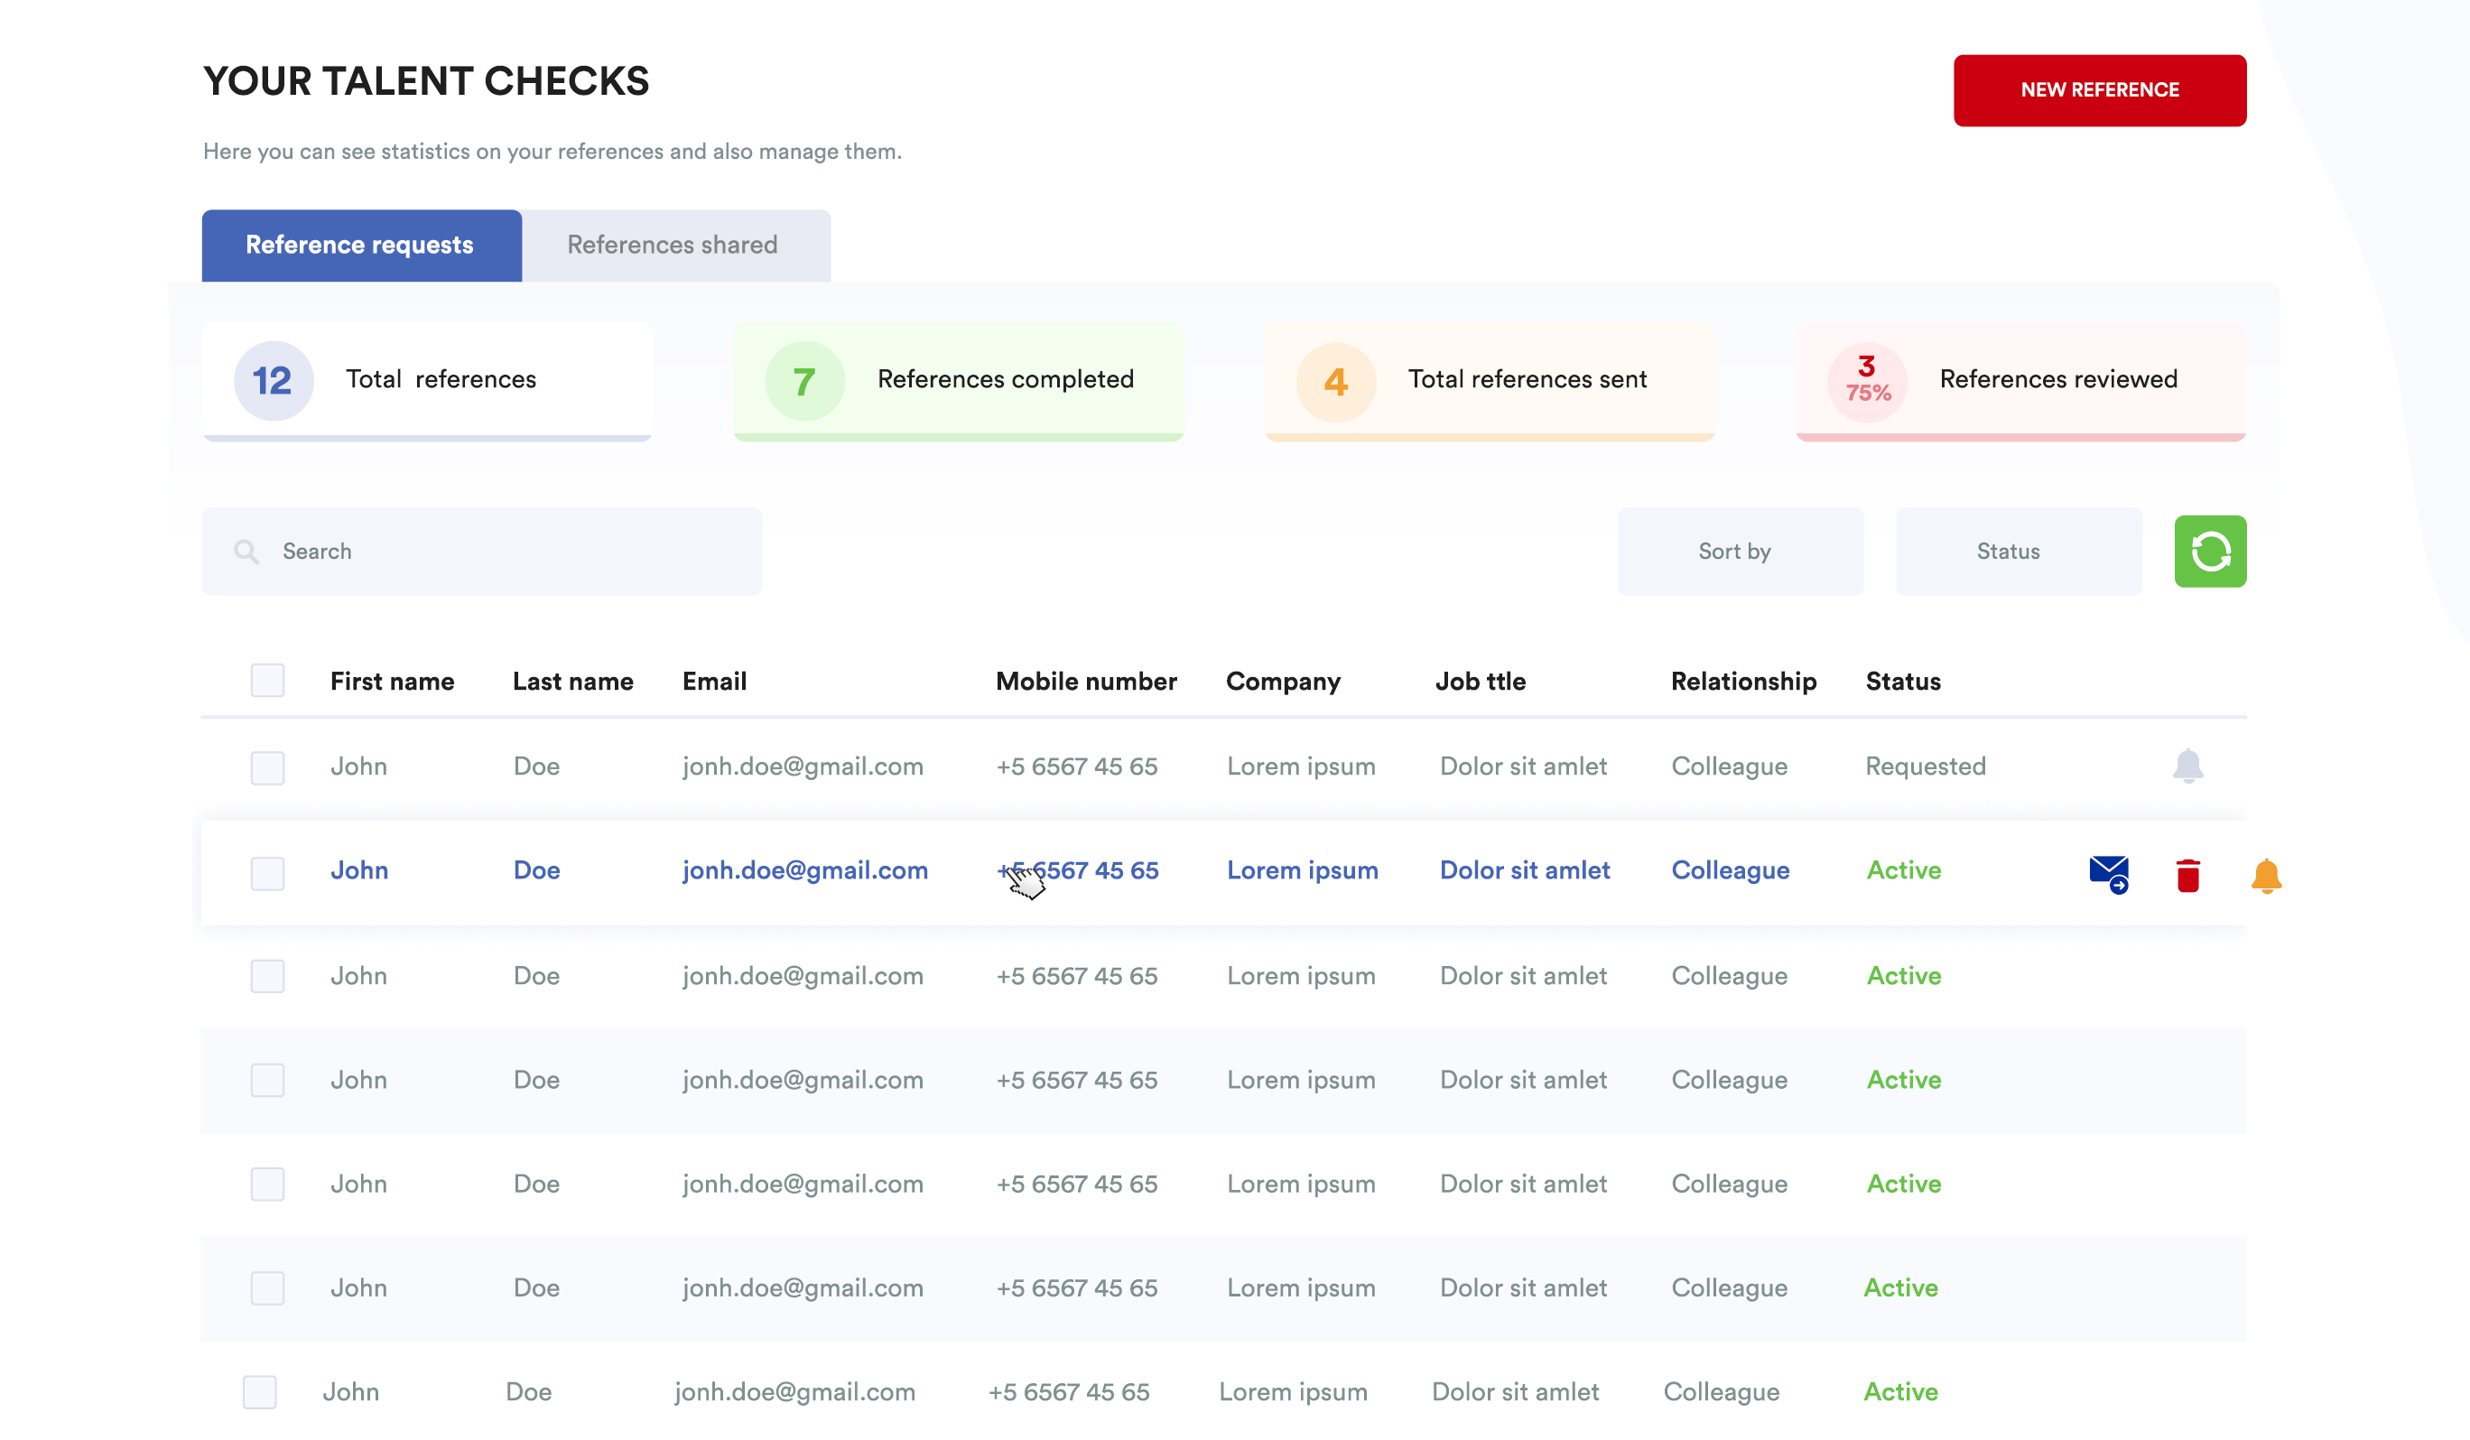 YOUR TALENT CHECKS
NEW REFERENCE
Here you can see statistics on your references and also manage them.
Reference requests References shared
12 Total references
7 References completed
4 Total references sent
3 75% References reviewed
Search Sort by Status
First name Last name Email Mobile number Company Job ttle Relationship Status
John Doe jonh.doe@gmail.com +5 6567 45 65 Lorem ipsum Dolor sit amlet Colleague Requested
John Doe jonh.doe@gmail.com +5 6567 45 65 Lorem ipsum Dolor sit amlet Colleague Active
John Doe jonh.doe@gmail.com +5 6567 45 65 Lorem ipsum Dolor sit amlet Colleague Active
John Doe jonh.doe@gmail.com +5 6567 45 65 Lorem ipsum Dolor sit amlet Colleague Active
John Doe jonh.doe@gmail.com +5 6567 45 65 Lorem ipsum Dolor sit amlet Colleague Active
John Doe jonh.doe@gmail.com +5 6567 45 65 Lorem ipsum Dolor sit amlet Colleague Active
John Doe jonh.doe@gmail.com +5 6567 45 65 Lorem ipsum Dolor sit amlet Colleague Active